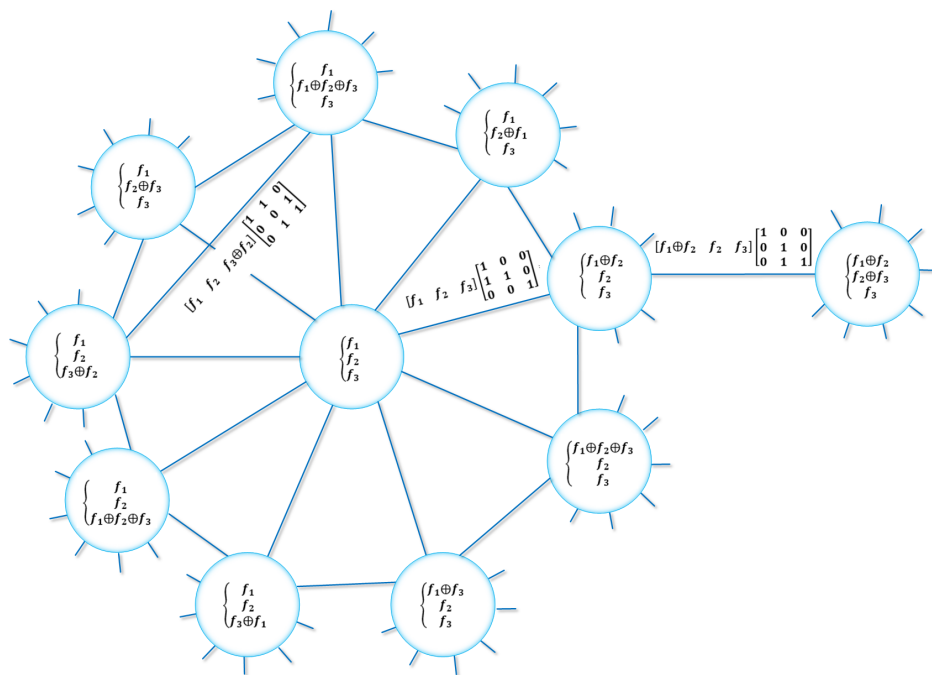 f₁
f₁⊕f₂⊕f₃
f₃
f₁
f₂⊕f₁
f₃
f₁
f₂⊕f₃
f₃
[f₁ f₂ f₃⊕f₂] [1 1 0
0 0 1
0 1 1]
[f₁ f₂ f₃] [1 0 0
1 1 0
0 0 1]
f₁⊕f₂
f₂
f₃
[f₁⊕f₂ f₂ f₃] [1 0 0
0 1 0
0 1 1]
f₁⊕f₂
f₂⊕f₃
f₃
f₁
f₂
f₃⊕f₂
f₁
f₂
f₃
f₁⊕f₂⊕f₃
f₂
f₃
f₁
f₂
f₁⊕f₂⊕f₃
f₁
f₂
f₃⊕f₁
f₁⊕f₃
f₂
f₃